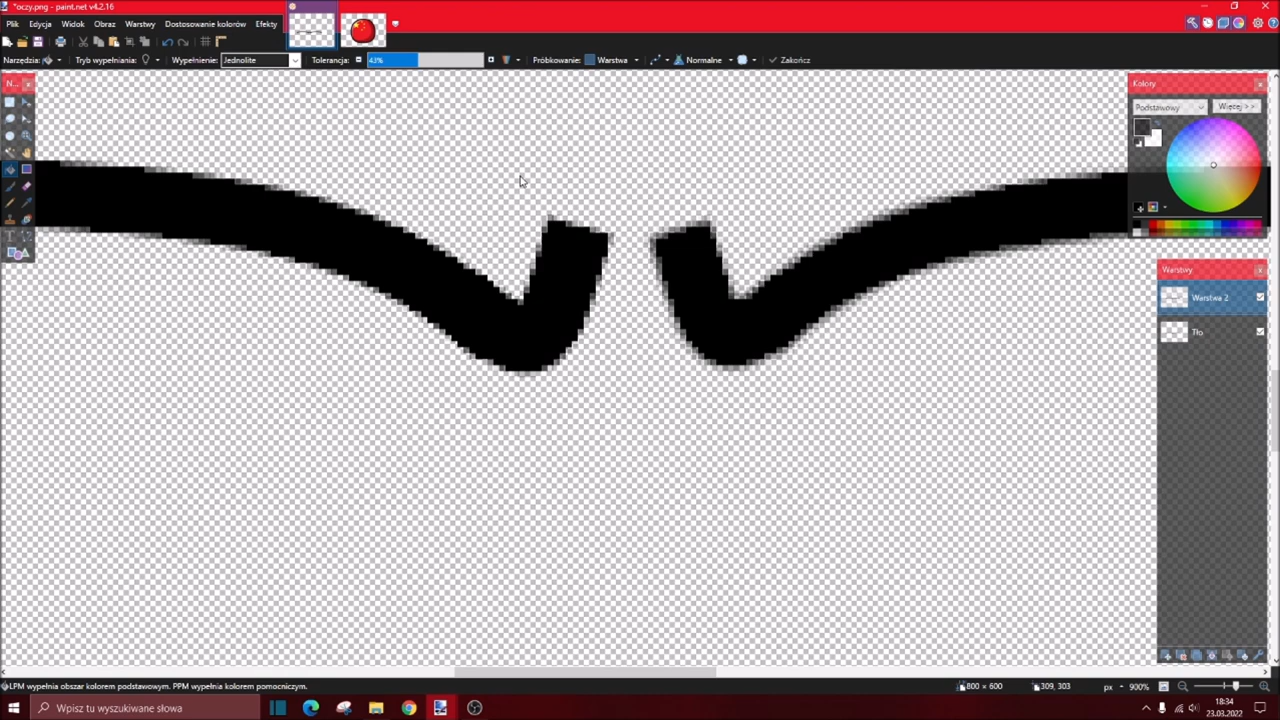 *oczy.png - paint.net v4.2.16
Plik Edycja Widok Obraz Warstwy Dostosowanie kolorów Efekty
Narzędzia: Tryb wypełniania: Wypełnienie: Jednolite Tolerancja: 43% Próbkowanie: Warstwa Normalne Zakończ
N...
Kolory
Podstawowy Więcej >>
Warstwy
Warstwa 2
Tło
LPM wypełnia obszar kolorem podstawowym. PPM wypełnia kolorem pomocniczym. 800 × 600 309, 303 px 900%
Wpisz tu wyszukiwane słowa
18:34
23.03.2022